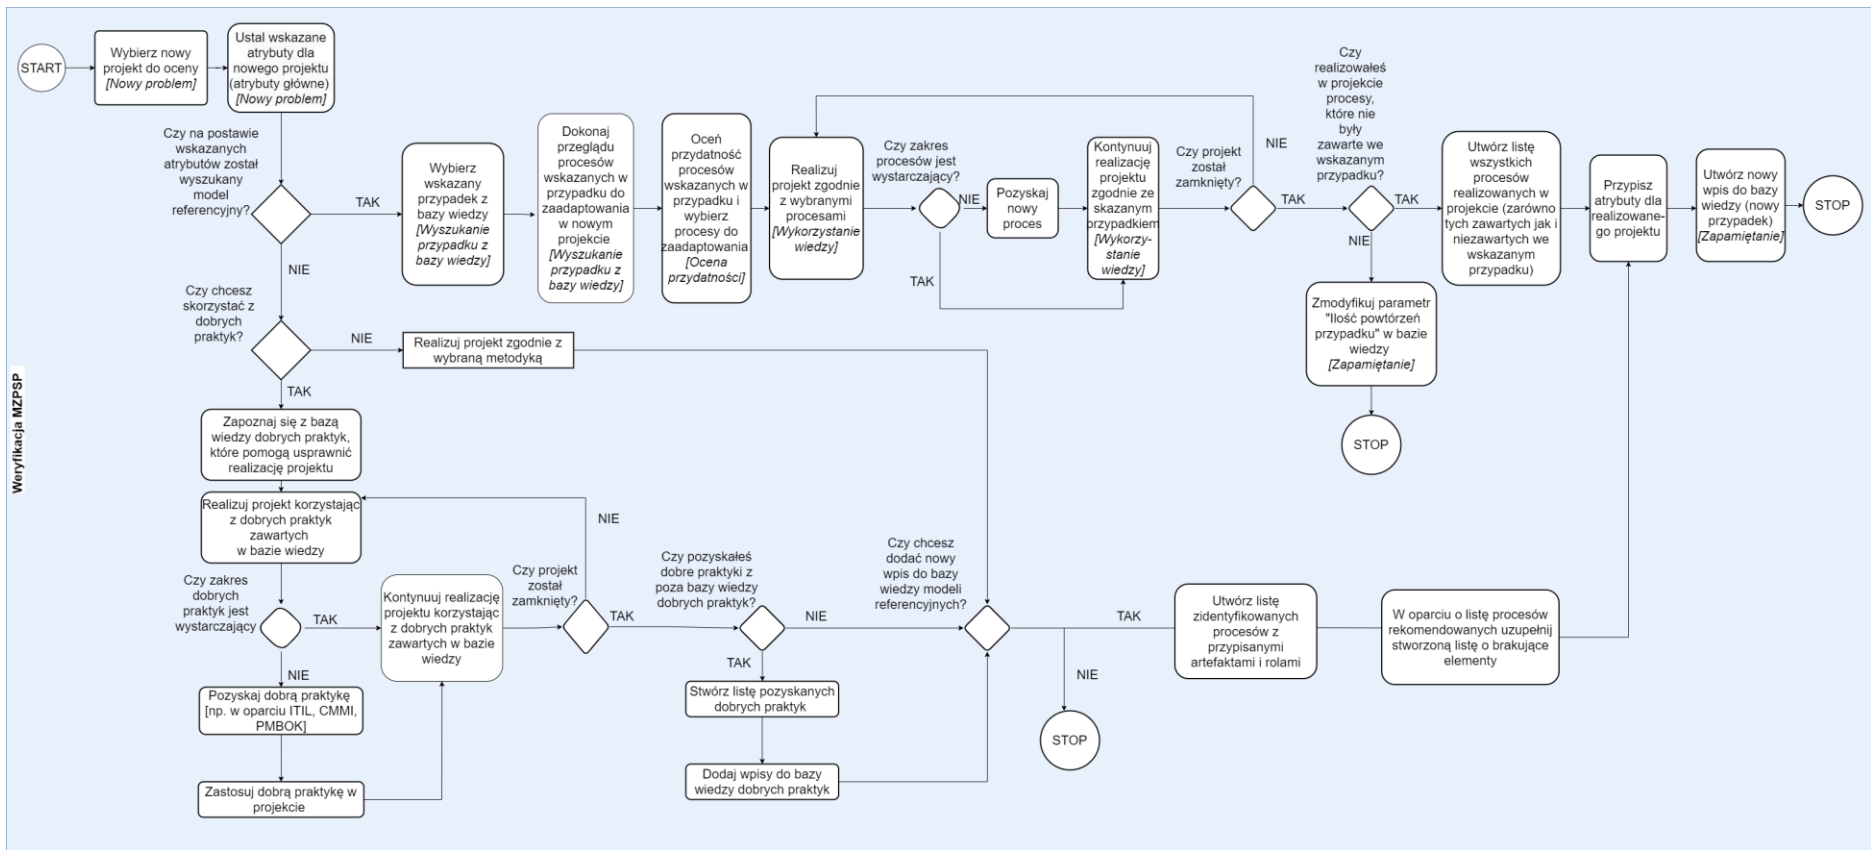 START
Wybierz nowy
projekt do oceny
[Nowy problem]
Ustal wskazane
atrybuty dla
nowego projektu
(atrybuty główne)
[Nowy problem]
Czy na postawie
wskazanych
atrybutów został
wyszukany
model
referencyjny?
TAK
Wybierz
wskazany
przypadek z
bazy wiedzy
[Wyszukanie
przypadku z
bazy wiedzy]
Dokonaj
przeglądu
procesów
wskazanych w
przypadku do
zaadaptowania
w nowym
projekcie
[Wyszukanie
przypadku z
bazy wiedzy]
Oceń
przydatność
procesów
wskazanych w
przypadku i
wybierz
procesy do
zaadaptowania
[Ocena
przydatności]
Realizuj
projekt zgodnie
z wybranymi
procesami
[Wykorzystanie
wiedzy]
Czy zakres
procesów jest
wystarczający?
NIE
Pozyskaj
nowy
proces
TAK
Kontynuuj
realizację
projektu
zgodnie ze
skazanym
przypadkiem
[Wykorzy-
stanie
wiedzy]
Czy projekt
został
zamknięty?
NIE
TAK
Czy
realizowałeś
w projekcie
procesy,
które nie
były
zawarte we
wskazanym
przypadku?
TAK
NIE
Utwórz listę
wszystkich
procesów
realizowanych w
projekcie (zarówno
tych zawartych jak i
niezawartych we
wskazanym
przypadku)
Przypisz
atrybuty dla
realizowane-
go projektu
Utwórz nowy
wpis do bazy
wiedzy (nowy
przypadek)
[Zapamiętanie]
STOP
Zmodyfikuj parametr
"Ilość powtórzeń
przypadku" w bazie
wiedzy
[Zapamiętanie]
STOP
NIE
Czy chcesz
skorzystać z
dobrych
praktyk?
NIE
Realizuj projekt zgodnie z
wybraną metodyką
TAK
Weryfikacja MZPSP
Zapoznaj się z bazą
wiedzy dobrych praktyk,
które pomogą usprawnić
realizację projektu
Realizuj projekt korzystając
z dobrych praktyk
zawartych
w bazie wiedzy
Czy zakres
dobrych
praktyk jest
wystarczający
TAK
NIE
Pozyskaj dobrą praktykę
[np. w oparciu ITIL, CMMI,
PMBOK]
Zastosuj dobrą praktykę w
projekcie
Kontynuuj realizację
projektu korzystając
z dobrych praktyk
zawartych w bazie
wiedzy
Czy projekt
został
zamknięty?
NIE
TAK
Czy pozyskałeś
dobre praktyki z
poza bazy wiedzy
dobrych praktyk?
NIE
TAK
Stwórz listę pozyskanych
dobrych praktyk
Dodaj wpisy do bazy
wiedzy dobrych praktyk
Czy chcesz
dodać nowy
wpis do bazy
wiedzy modeli
referencyjnych?
TAK
NIE
STOP
Utwórz listę
zidentyfikowanych
procesów z
przypisanymi
artefaktami i rolami
W oparciu o listę procesów
rekomendowanych uzupełnij
stworzoną listę o brakujące
elementy